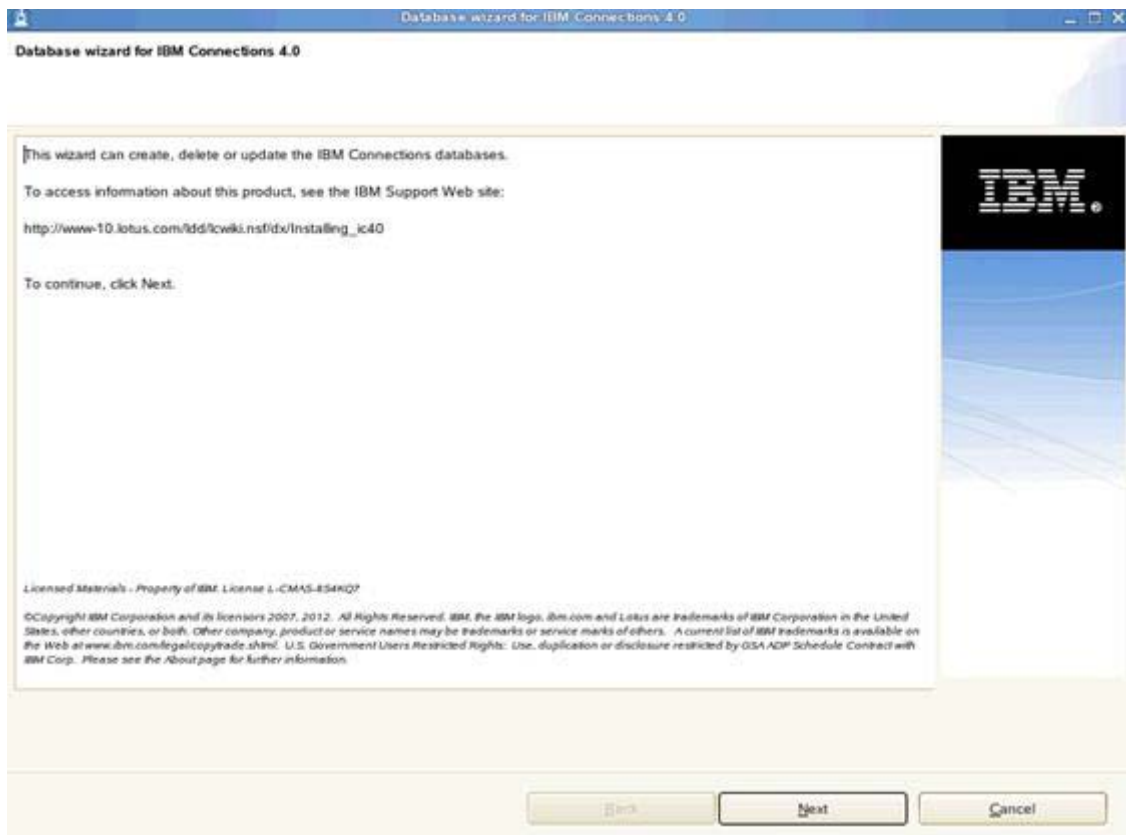 Database wizard for IBM Connections 4.0
Database wizard for IBM Connections 4.0
This wizard can create, delete or update the IBM Connections databases.
To access information about this product, see the IBM Support Web site:
http://www-10.lotus.com/ldd/lcwiki.nsf/dx/Installing_ic40
To continue, click Next.
IBM®
Licensed Materials - Property of IBM. License L-CMAS-8S4KQ7
©Copyright IBM Corporation and its licensors 2007, 2012. All Rights Reserved. IBM, the IBM logo, ibm.com and Lotus are trademarks of IBM Corporation in the United
States, other countries, or both. Other company, product or service names may be trademarks or service marks of others. A current list of IBM trademarks is available on
the Web at www.ibm.com/legal/copytrade.shtml. U.S. Government Users Restricted Rights: Use, duplication or disclosure restricted by GSA ADP Schedule Contract with
IBM Corp. Please see the About page for further information.
Back Next Cancel